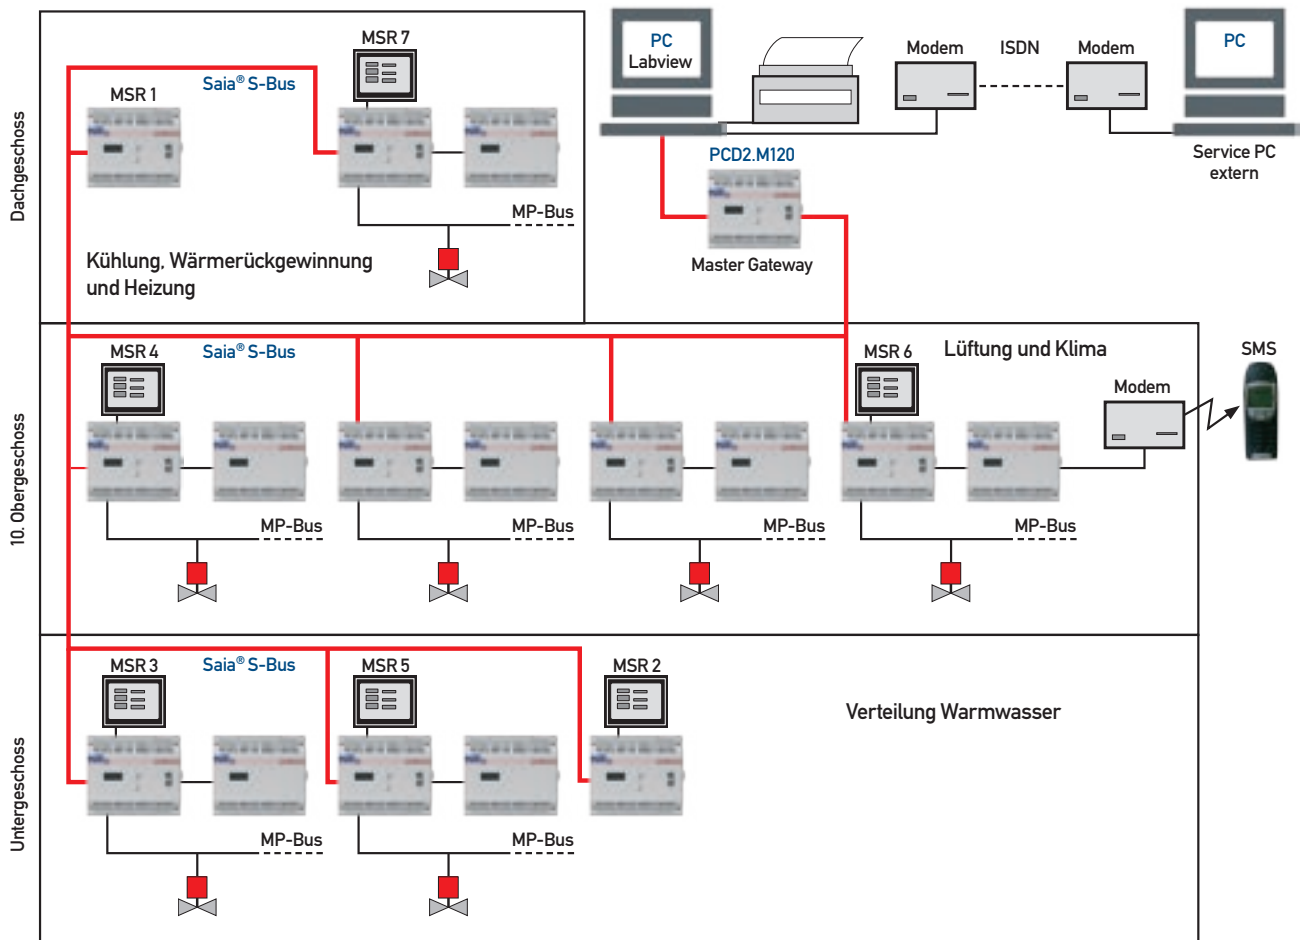 Dachgeschoss
MSR 1
Saia® S-Bus
MSR 7
MP-Bus
Kühlung, Wärmerückgewinnung
und Heizung
PC
Labview
Modem
ISDN
Modem
PC
Service PC
extern
PCD2.M120
Master Gateway
10. Obergeschoss
MSR 4
Saia® S-Bus
MSR 6
Lüftung und Klima
Modem
SMS
MP-Bus
MP-Bus
MP-Bus
MP-Bus
Untergeschoss
MSR 3
Saia® S-Bus
MSR 5
MSR 2
Verteilung Warmwasser
MP-Bus
MP-Bus